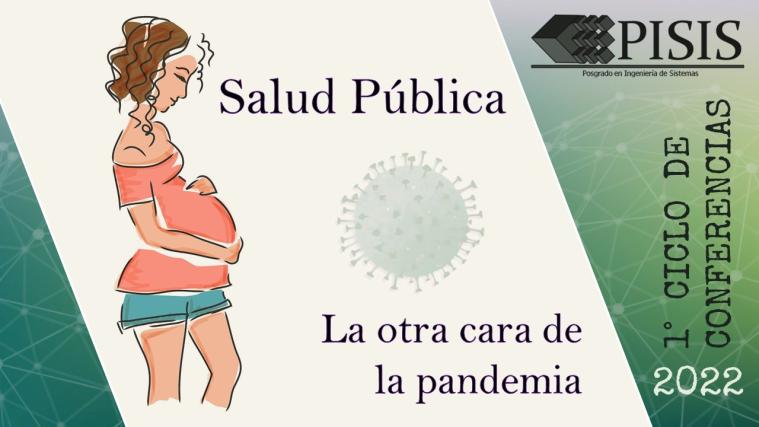 PISIS
Posgrado en Ingeniería de Sistemas
Salud Pública
La otra cara de
la pandemia
1° CICLO DE
CONFERENCIAS
2022